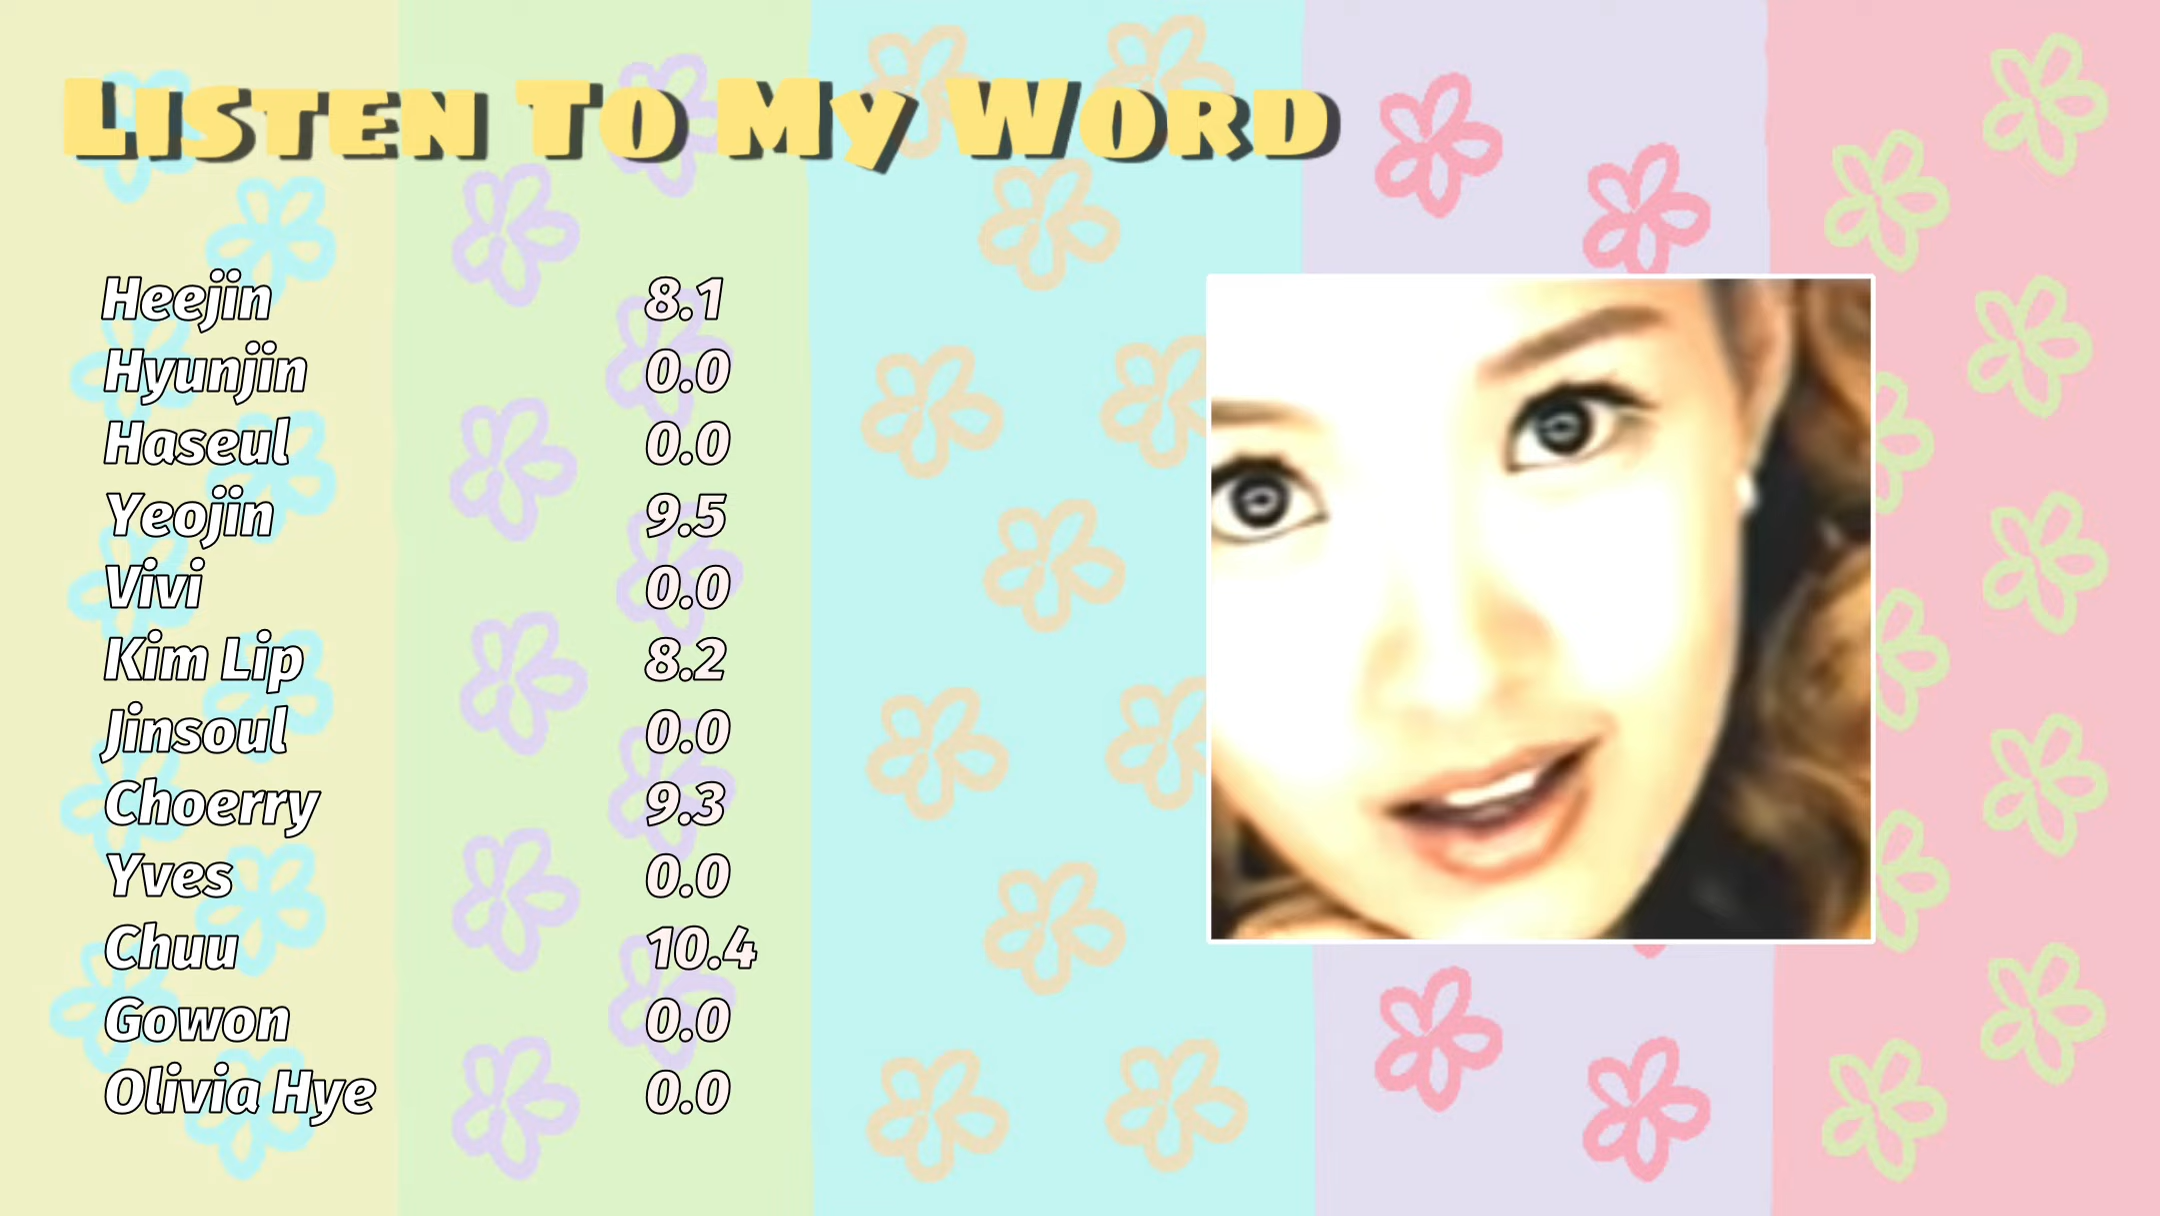 Listen To My Word
Heejin 8.1
Hyunjin 0.0
Haseul 0.0
Yeojin 9.5
Vivi 0.0
Kim Lip 8.2
Jinsoul 0.0
Choerry 9.3
Yves 0.0
Chuu 10.4
Gowon 0.0
Olivia Hye 0.0